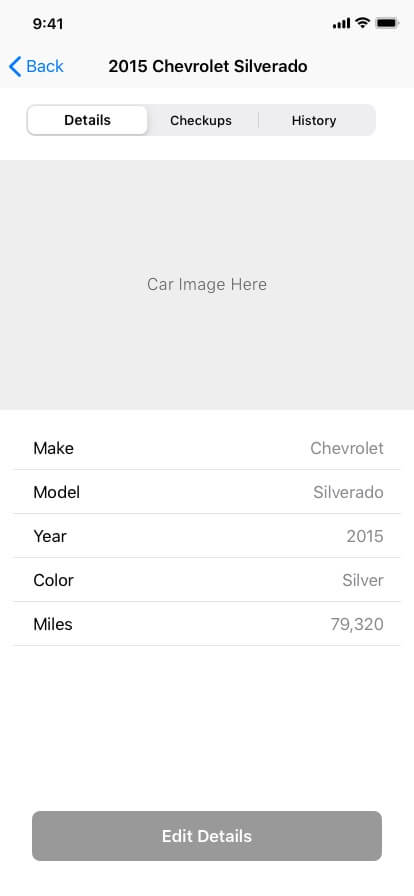 9:41
Back
2015 Chevrolet Silverado
Details Checkups History
Car Image Here
Make Chevrolet
Model Silverado
Year 2015
Color Silver
Miles 79,320
Edit Details